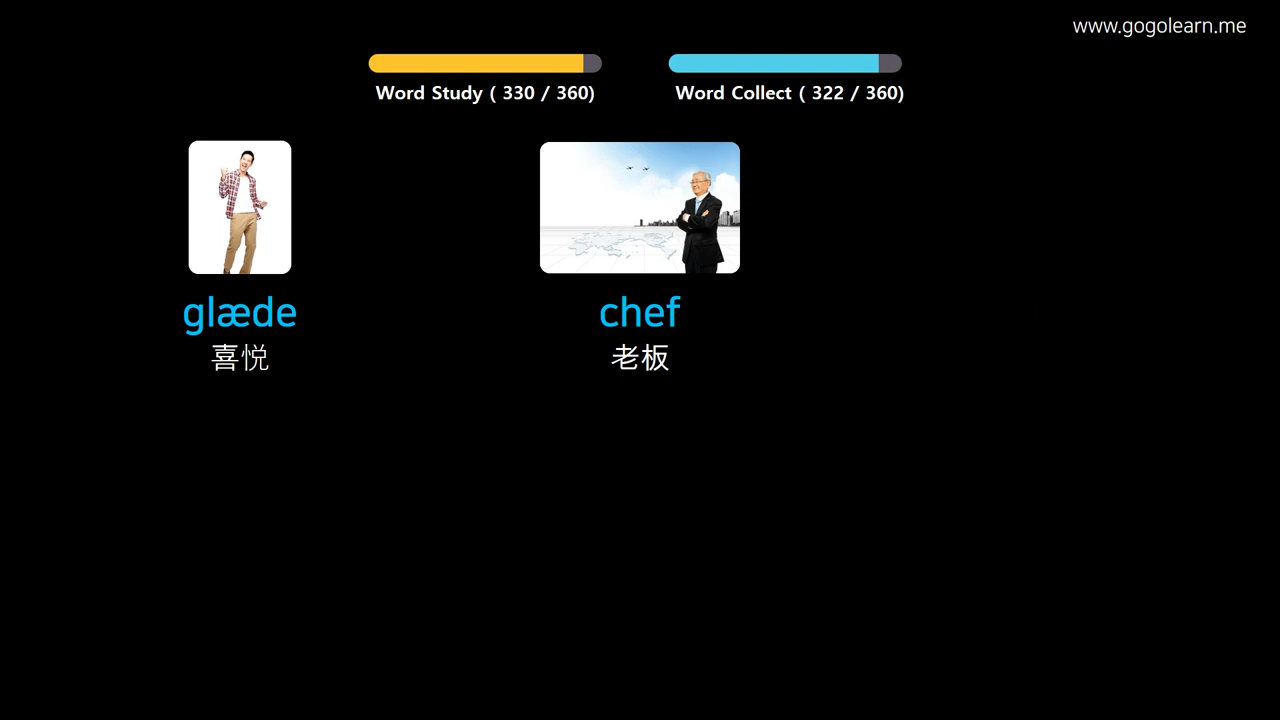 www.gogolearn.me
Word Study ( 330 / 360)
Word Collect ( 322 / 360)
glæde
喜悦
chef
老板